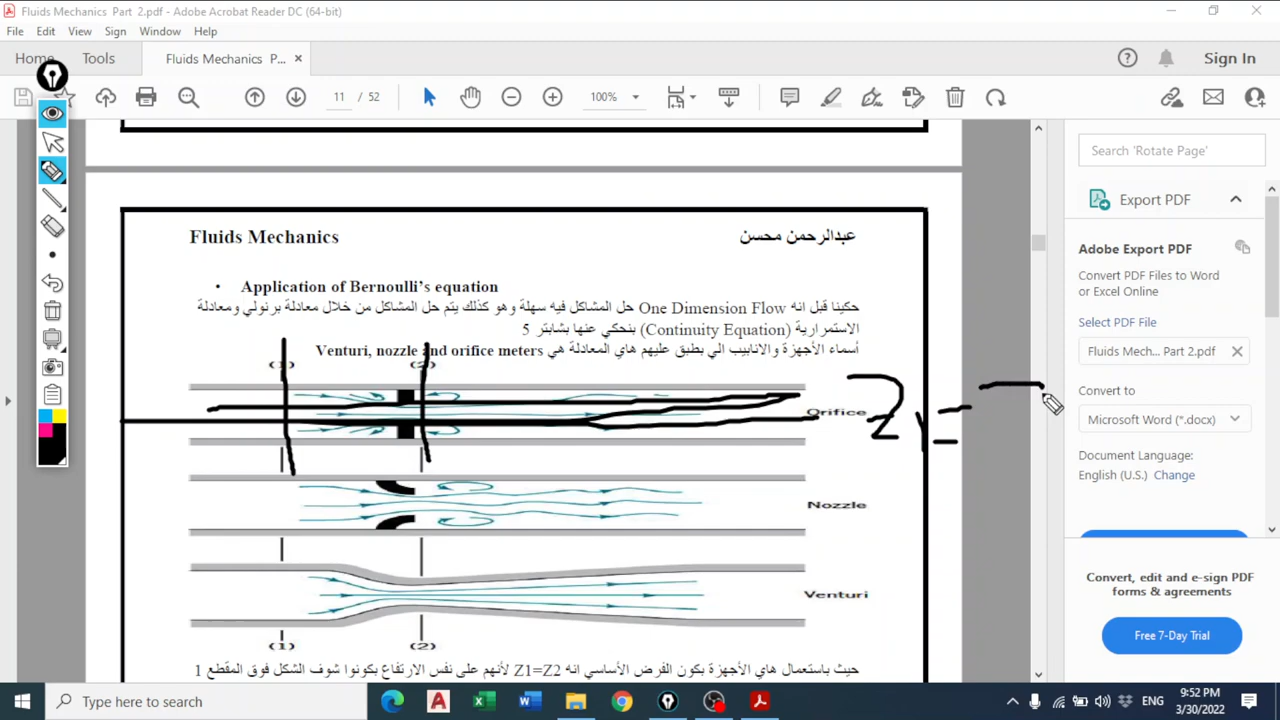 Fluids Mechanics Part 2.pdf - Adobe Acrobat Reader DC (64-bit)
File Edit View Sign Window Help
Home Tools Fluids Mechanics P... ×
Sign In
11 / 52
100%
Search 'Rotate Page'
Export PDF
Adobe Export PDF
Convert PDF Files to Word
or Excel Online
Select PDF File
Fluids Mech... Part 2.pdf
Convert to
Microsoft Word (*.docx)
Document Language:
English (U.S.) Change
Convert, edit and e-sign PDF
forms & agreements
Free 7-Day Trial
Fluids Mechanics
عبدالرحمن محسن
• Application of Bernoulli's equation
حكينا قبل انه One Dimension Flow حل المشاكل فيه سهلة وهو كذلك يتم حل المشاكل من خلال معادلة برنولي ومعادلة
الاستمرارية (Continuity Equation) بنحكي عنها بشابتر 5
أسماء الأجهزة والانابيب الي بطبق عليهم هاي المعادلة هي Venturi, nozzle and orifice meters
(1) (2)
Orifice
Z1=
Nozzle
Venturi
(1) (2)
حيث باستعمال هاي الأجهزة بكون الفرض الأساسي انه Z1=Z2 لأنهم على نفس الارتفاع بكونوا شوف الشكل فوق المقطع 1
Type here to search
ENG
9:52 PM
3/30/2022